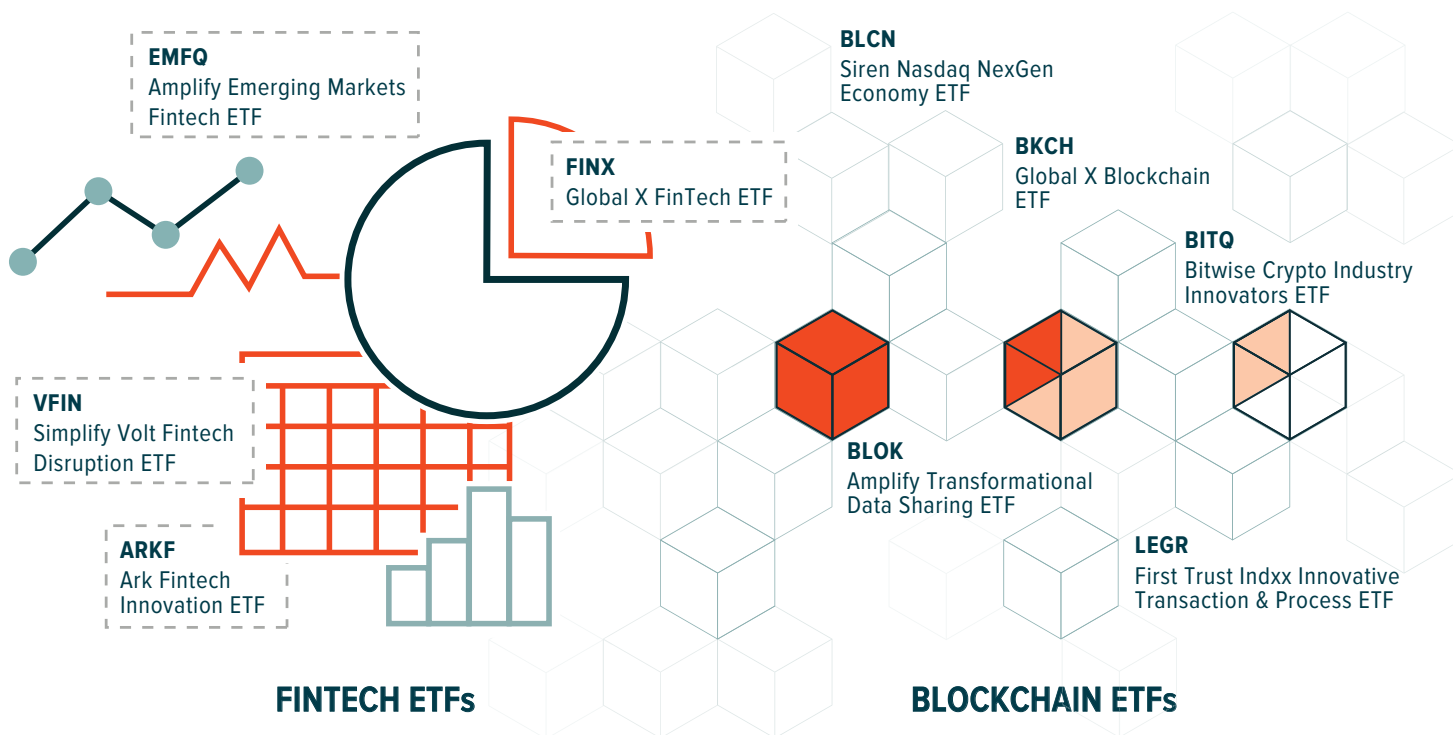 EMFQ
Amplify Emerging Markets
Fintech ETF
FINX
Global X FinTech ETF
VFIN
Simplify Volt Fintech
Disruption ETF
ARKF
Ark Fintech
Innovation ETF
FINTECH ETFs
BLCN
Siren Nasdaq NexGen
Economy ETF
BKCH
Global X Blockchain
ETF
BITQ
Bitwise Crypto Industry
Innovators ETF
BLOK
Amplify Transformational
Data Sharing ETF
LEGR
First Trust Indxx Innovative
Transaction & Process ETF
BLOCKCHAIN ETFs